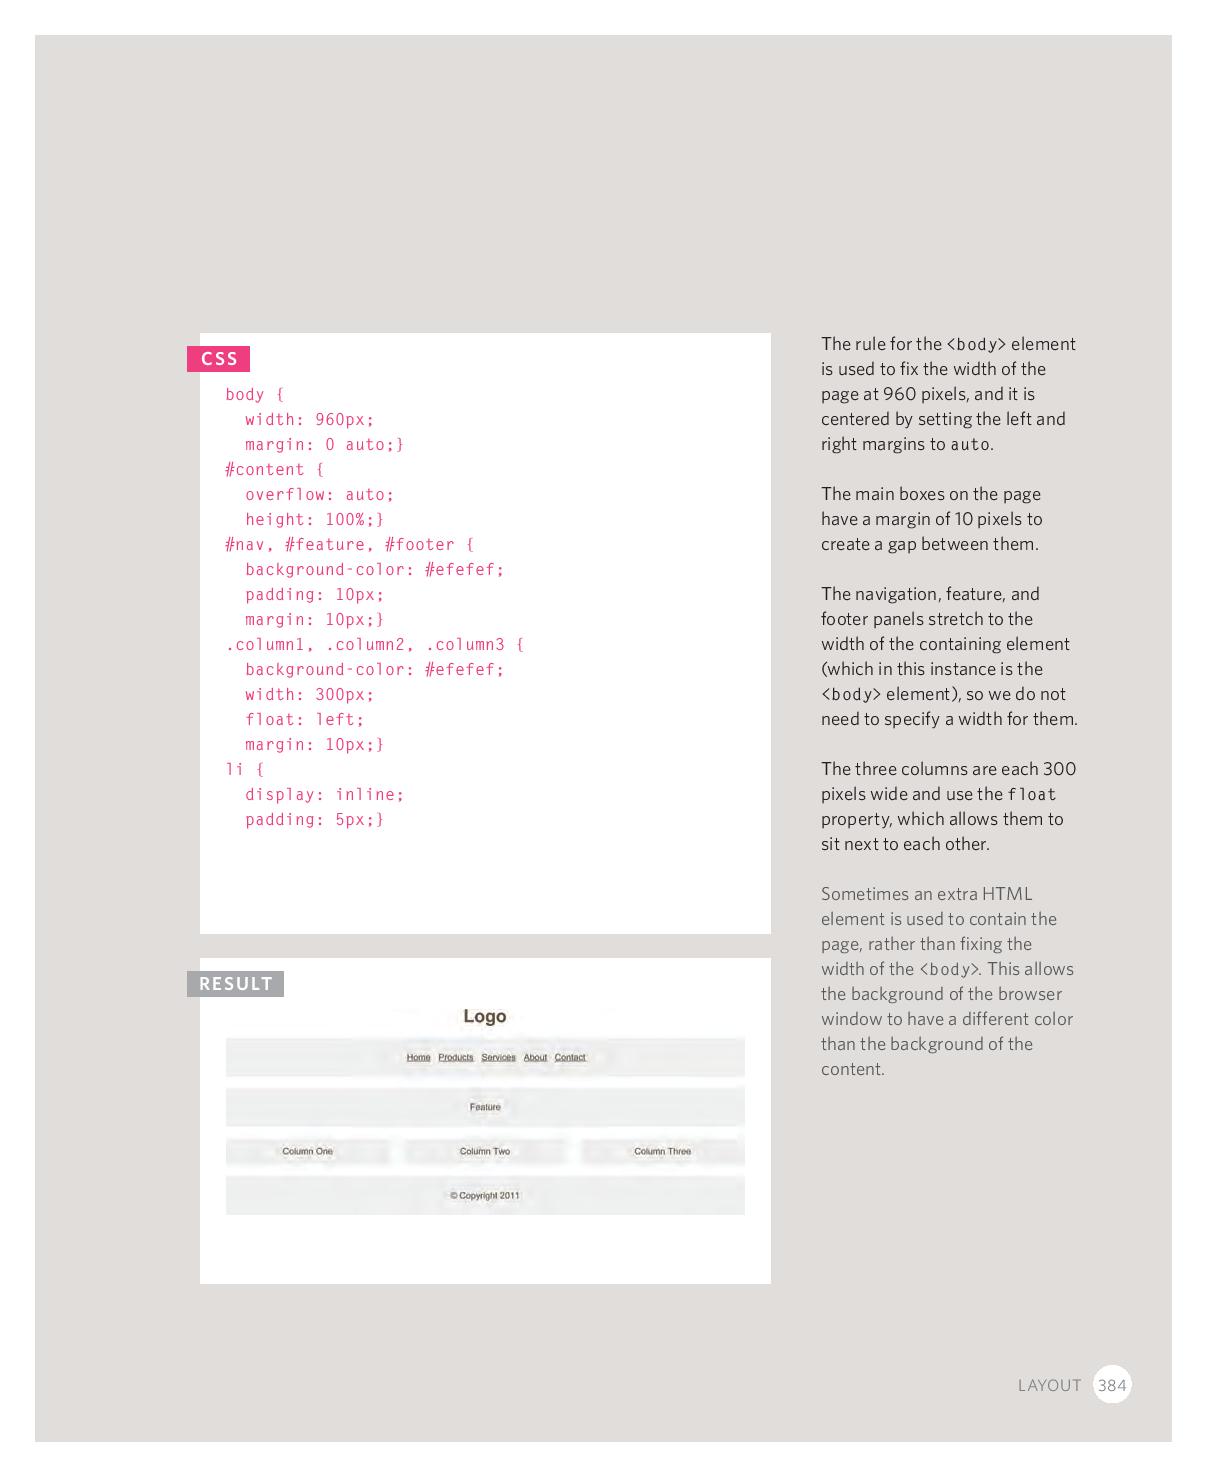 CSS
body {
  width: 960px;
  margin: 0 auto;}
#content {
  overflow: auto;
  height: 100%;}
#nav, #feature, #footer {
  background-color: #efefef;
  padding: 10px;
  margin: 10px;}
.column1, .column2, .column3 {
  background-color: #efefef;
  width: 300px;
  float: left;
  margin: 10px;}
li {
  display: inline;
  padding: 5px;}
RESULT
Logo
Home Products Services About Contact
Feature
Column One Column Two Column Three
© Copyright 2011
The rule for the <body> element
is used to fix the width of the
page at 960 pixels, and it is
centered by setting the left and
right margins to auto.
The main boxes on the page
have a margin of 10 pixels to
create a gap between them.
The navigation, feature, and
footer panels stretch to the
width of the containing element
(which in this instance is the
<body> element), so we do not
need to specify a width for them.
The three columns are each 300
pixels wide and use the float
property, which allows them to
sit next to each other.
Sometimes an extra HTML
element is used to contain the
page, rather than fixing the
width of the <body>. This allows
the background of the browser
window to have a different color
than the background of the
content.
LAYOUT 384